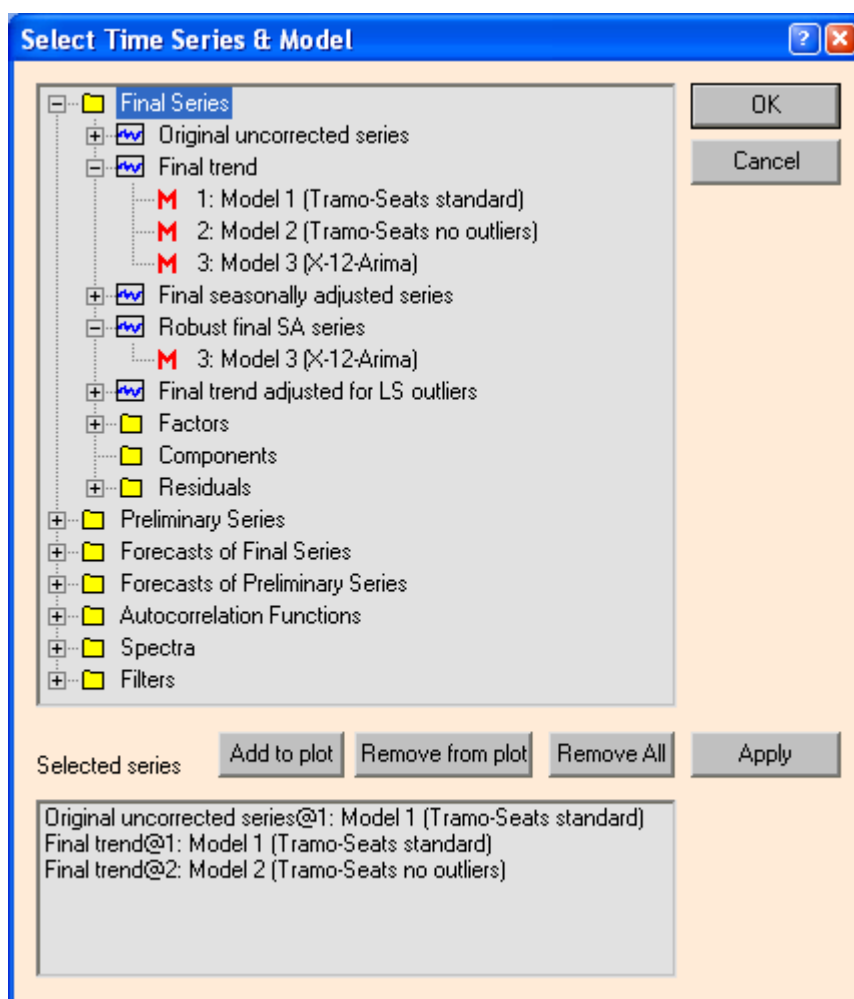 Select Time Series & Model
Final Series
OK
Original uncorrected series
Final trend
Cancel
M 1: Model 1 (Tramo-Seats standard)
M 2: Model 2 (Tramo-Seats no outliers)
M 3: Model 3 (X-12-Arima)
Final seasonally adjusted series
Robust final SA series
M 3: Model 3 (X-12-Arima)
Final trend adjusted for LS outliers
Factors
Components
Residuals
Preliminary Series
Forecasts of Final Series
Forecasts of Preliminary Series
Autocorrelation Functions
Spectra
Filters
Selected series
Add to plot
Remove from plot
Remove All
Apply
Original uncorrected series@1: Model 1 (Tramo-Seats standard)
Final trend@1: Model 1 (Tramo-Seats standard)
Final trend@2: Model 2 (Tramo-Seats no outliers)